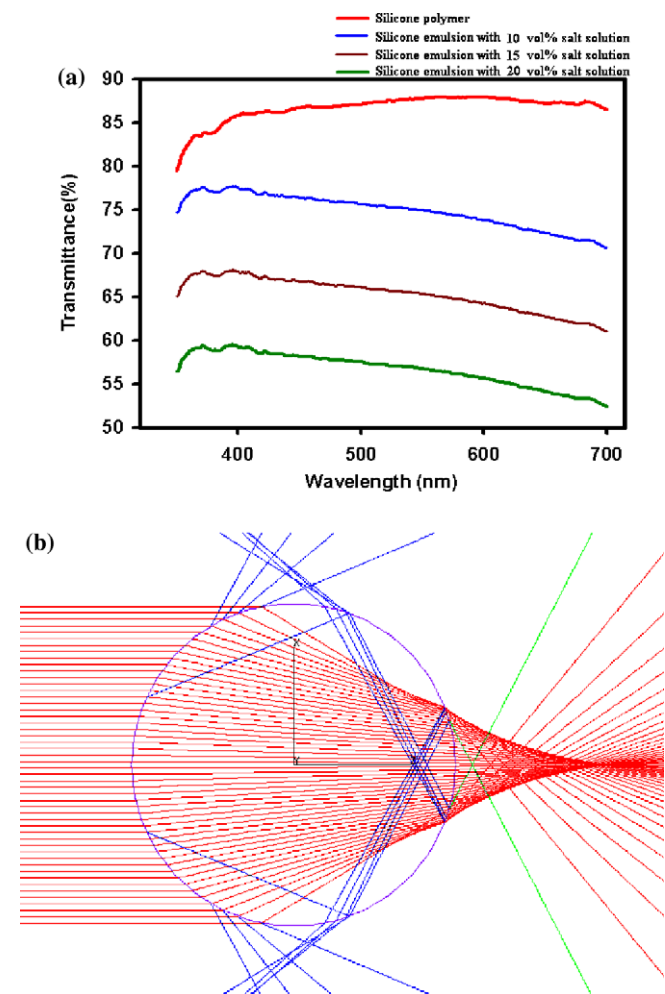 Silicone polymer
Silicone emulsion with 10 vol% salt solution
Silicone emulsion with 15 vol% salt solution
Silicone emulsion with 20 vol% salt solution
(a)
90
85
80
75
70
65
60
55
50
Transmittance(%)
400 500 600 700
Wavelength (nm)
(b)
X
Y